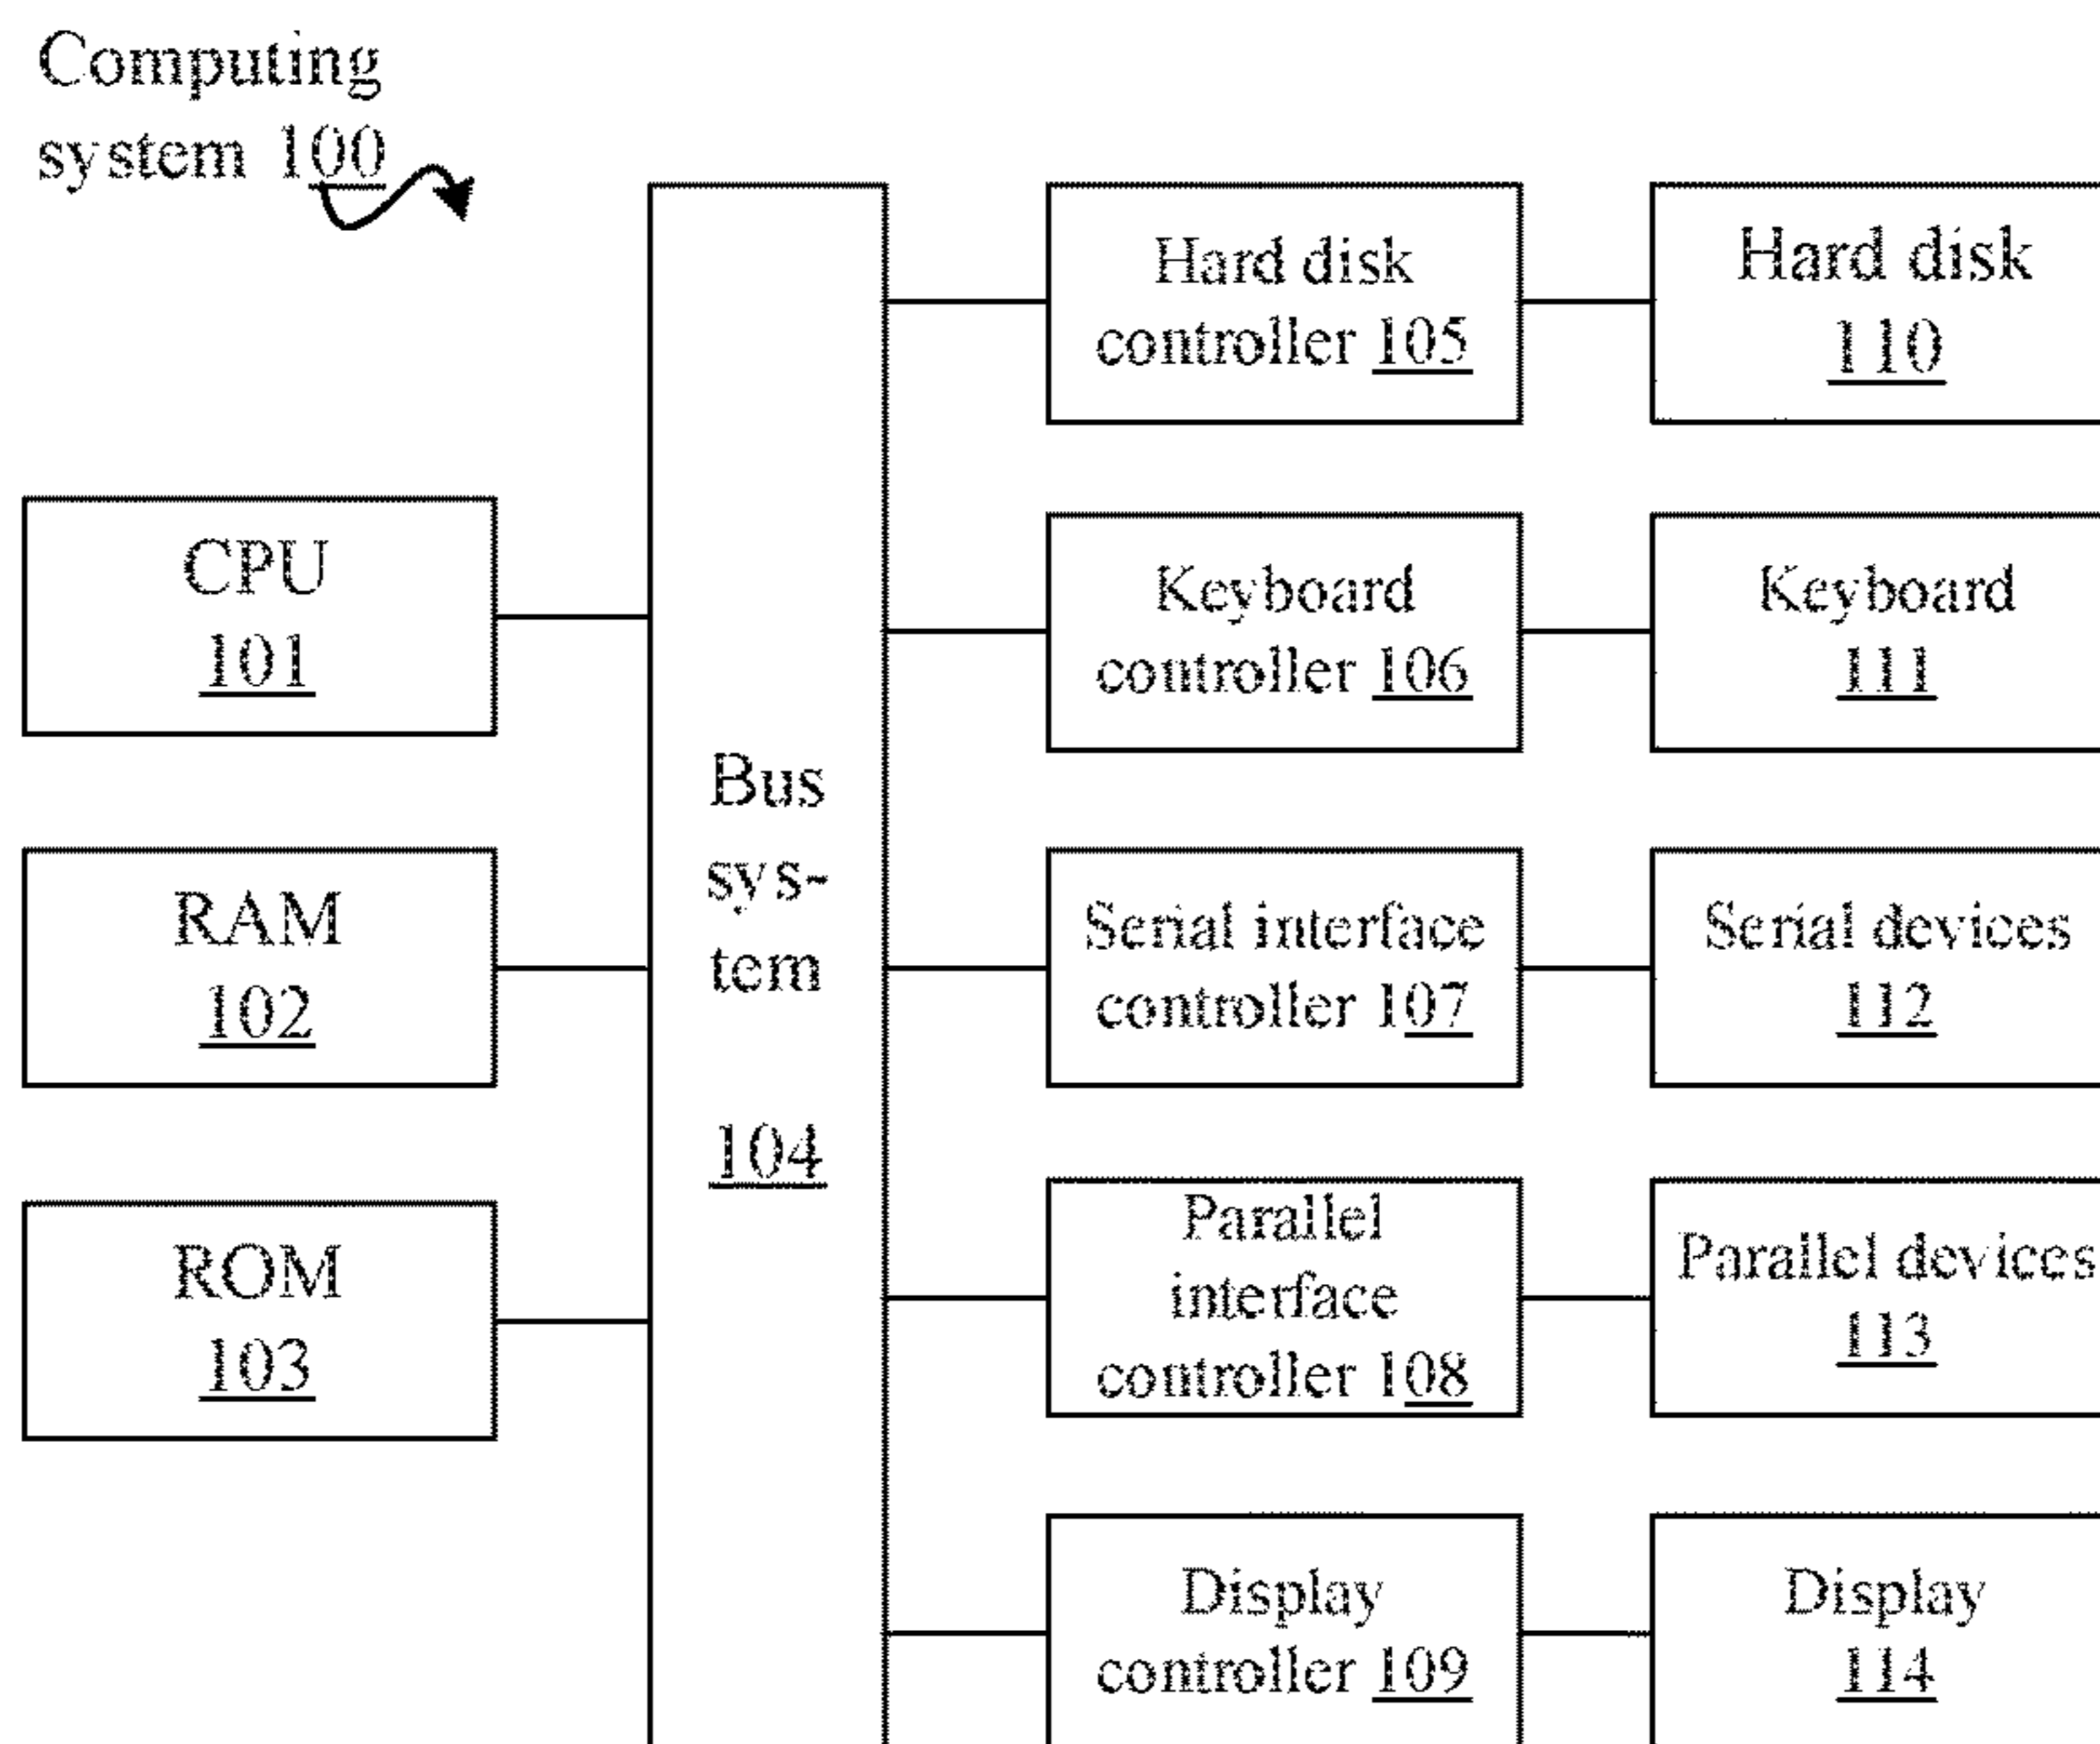 Computing
system 100
CPU
101
RAM
102
ROM
103
Bus
sys-
tem
104
Hard disk
controller 105
Hard disk
110
Keyboard
controller 106
Keyboard
111
Serial interface
controller 107
Serial devices
112
Parallel
interface
controller 108
Parallel devices
113
Display
controller 109
Display
114